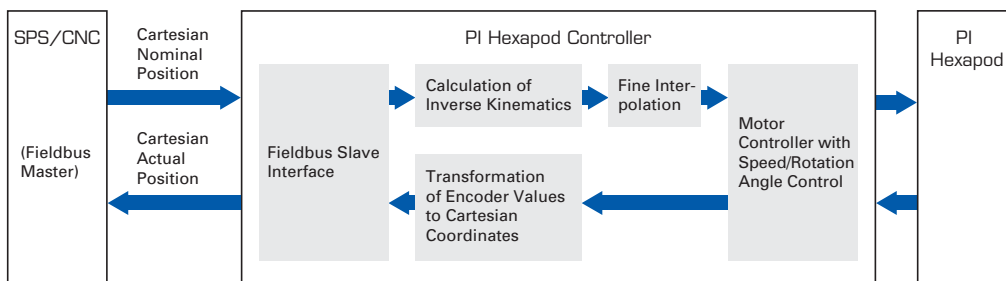 SPS/CNC
(Fieldbus
Master)
Cartesian
Nominal
Position
Cartesian
Actual
Position
PI Hexapod Controller
Fieldbus Slave
Interface
Calculation of
Inverse Kinematics
Fine Inter-
polation
Transformation
of Encoder Values
to Cartesian
Coordinates
Motor
Controller with
Speed/Rotation
Angle Control
PI
Hexapod